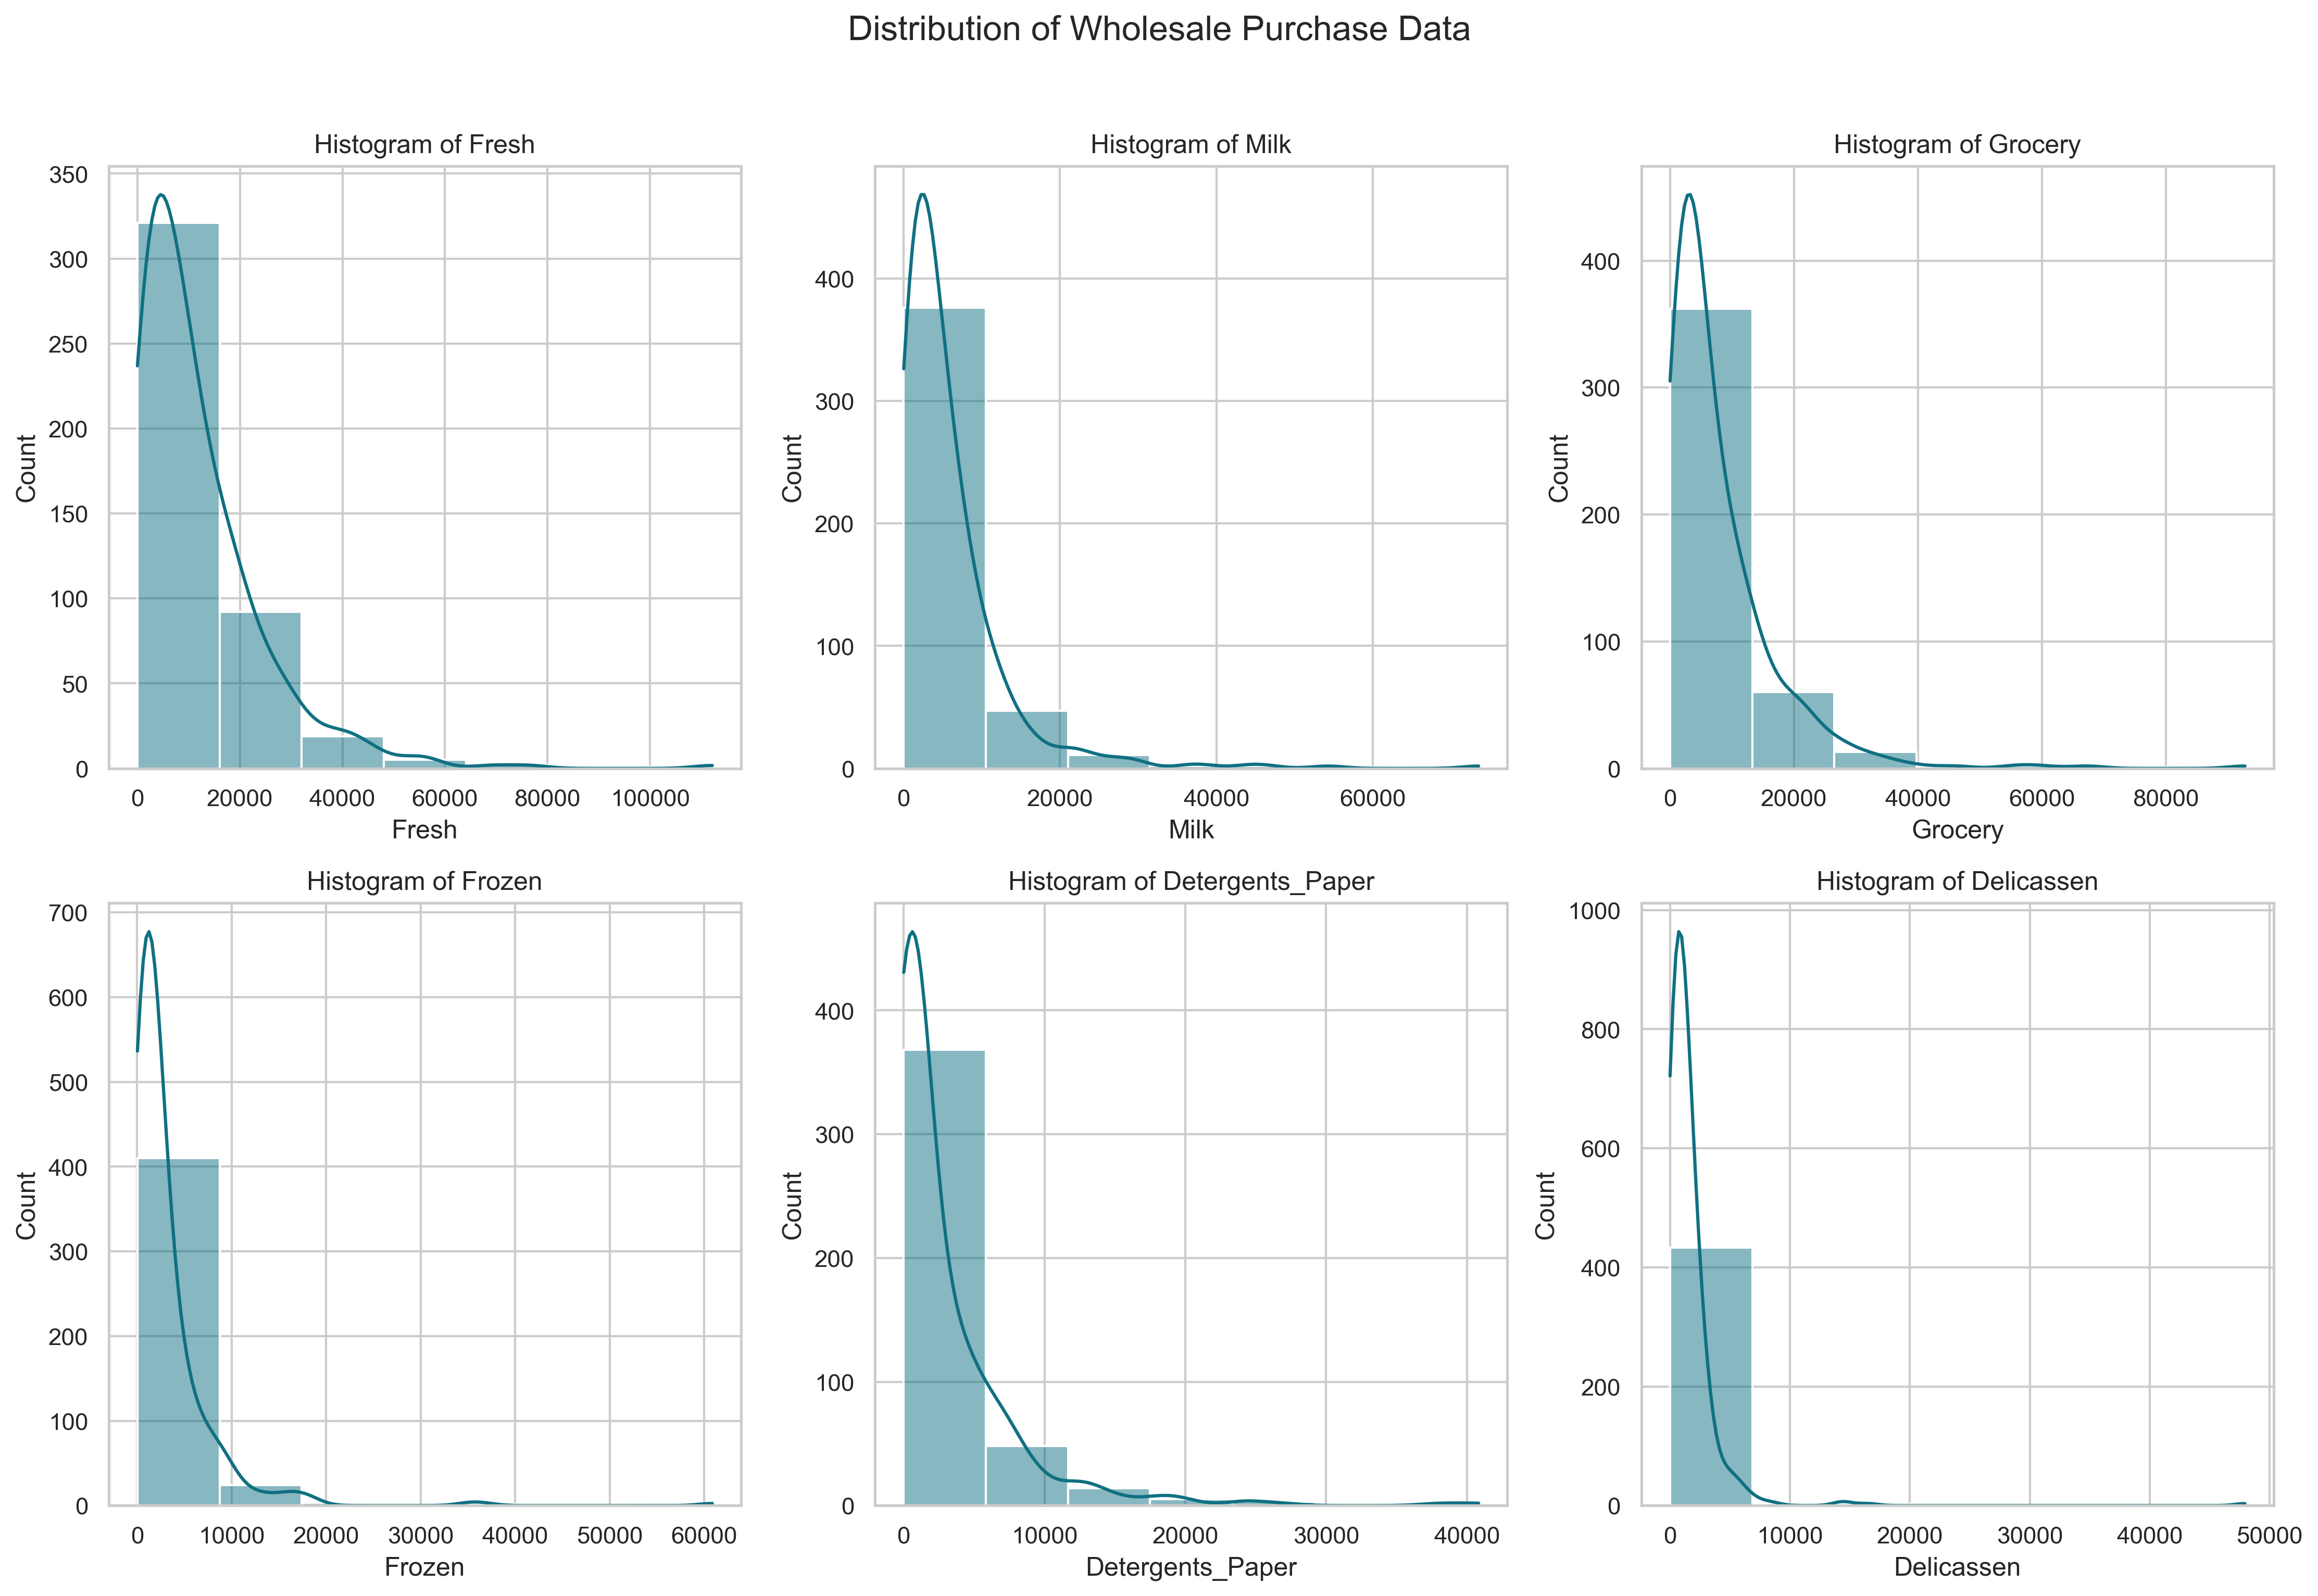 Distribution of Wholesale Purchase Data
Histogram of Fresh
350
300
250
200
150
100
50
0
Count
0 20000 40000 60000 80000 100000
Fresh
Histogram of Milk
400
300
200
100
0
Count
0 20000 40000 60000
Milk
Histogram of Grocery
400
300
200
100
0
Count
0 20000 40000 60000 80000
Grocery
Histogram of Frozen
700
600
500
400
300
200
100
0
Count
0 10000 20000 30000 40000 50000 60000
Frozen
Histogram of Detergents_Paper
400
300
200
100
0
Count
0 10000 20000 30000 40000
Detergents_Paper
Histogram of Delicassen
1000
800
600
400
200
0
Count
0 10000 20000 30000 40000 50000
Delicassen